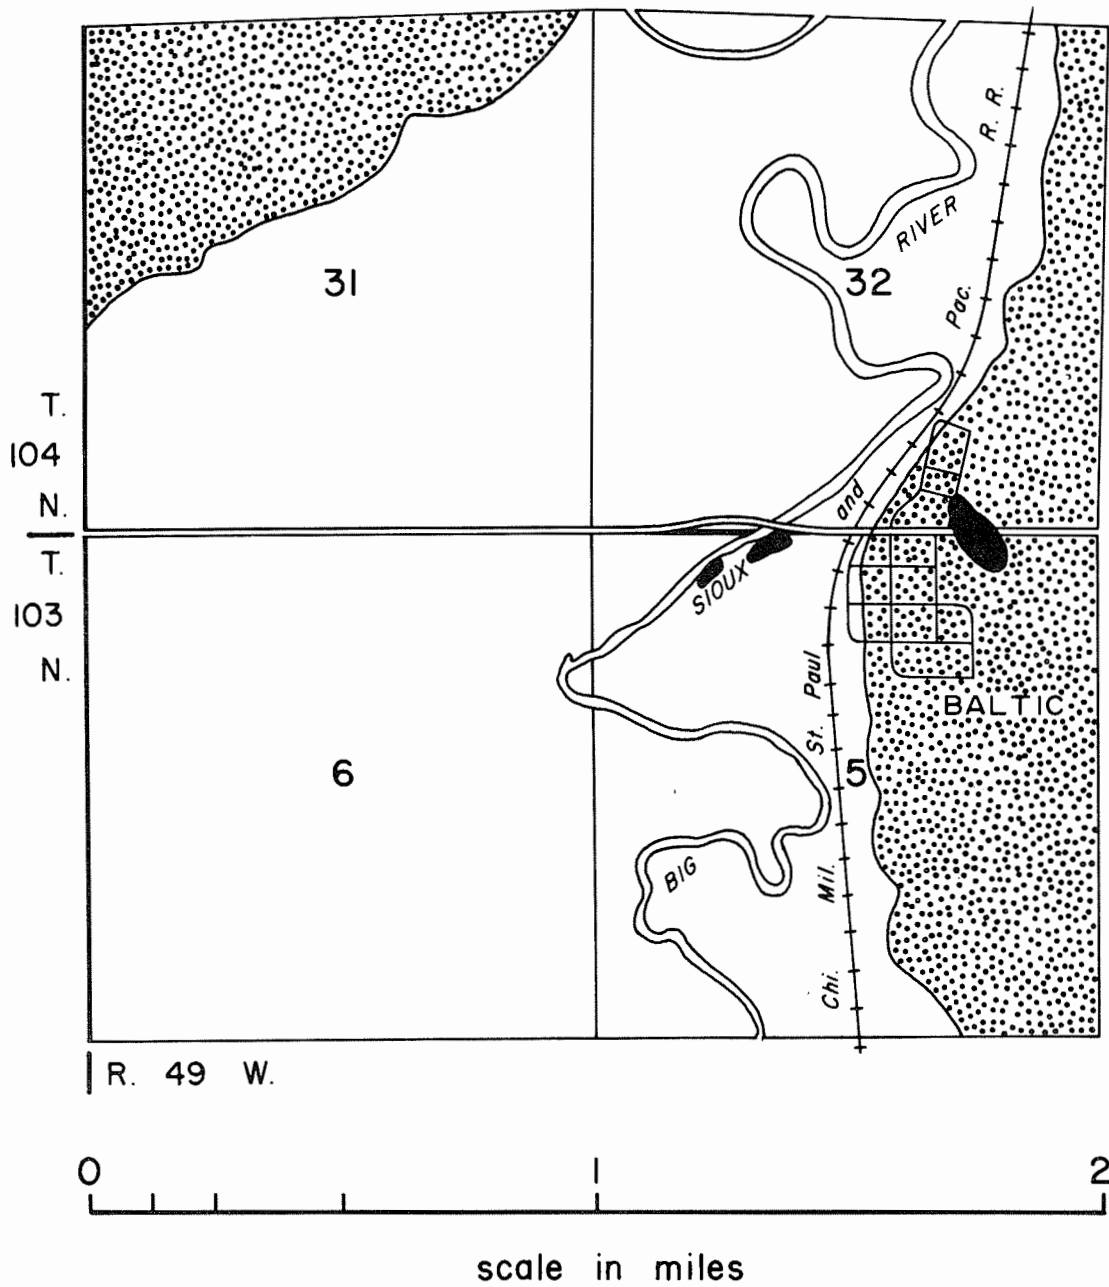 R. R.
RIVER
31
32
Pac.
T.
104
N.
and
T.
103
N.
SIOUX
St. Paul
BALTIC
6
5
BIG
Mil.
Chi.
R. 49 W.
0 1 2
scale in miles